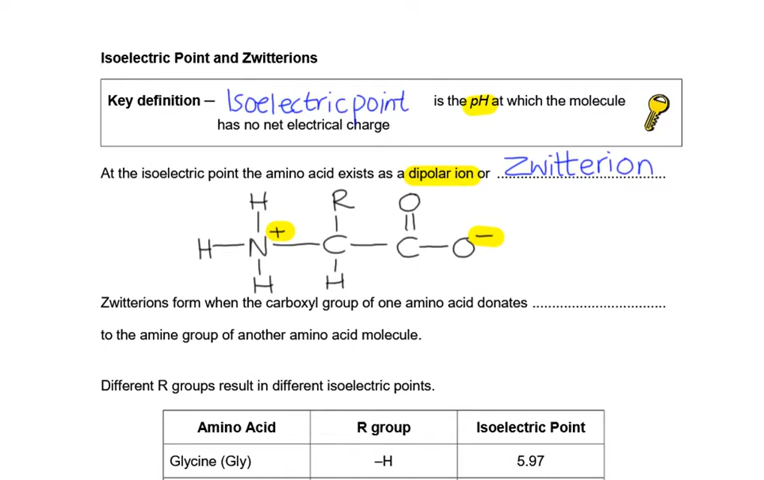 Isoelectric Point and Zwitterions
Key definition – Isoelectric point is the pH at which the molecule
has no net electrical charge
At the isoelectric point the amino acid exists as a dipolar ion or Zwitterion
H R O
+ –
H N C C O
H H
Zwitterions form when the carboxyl group of one amino acid donates ..................................
to the amine group of another amino acid molecule.
Different R groups result in different isoelectric points.
Amino Acid R group Isoelectric Point
Glycine (Gly) –H 5.97